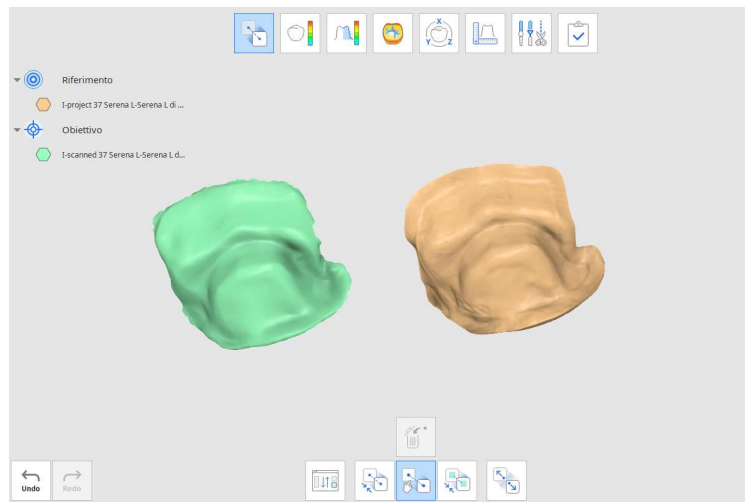 X
Y
Z
Riferimento
I-project 37 Serena L-Serena L di ...
Obiettivo
I-scanned 37 Serena L-Serena L d...
Undo
Redo